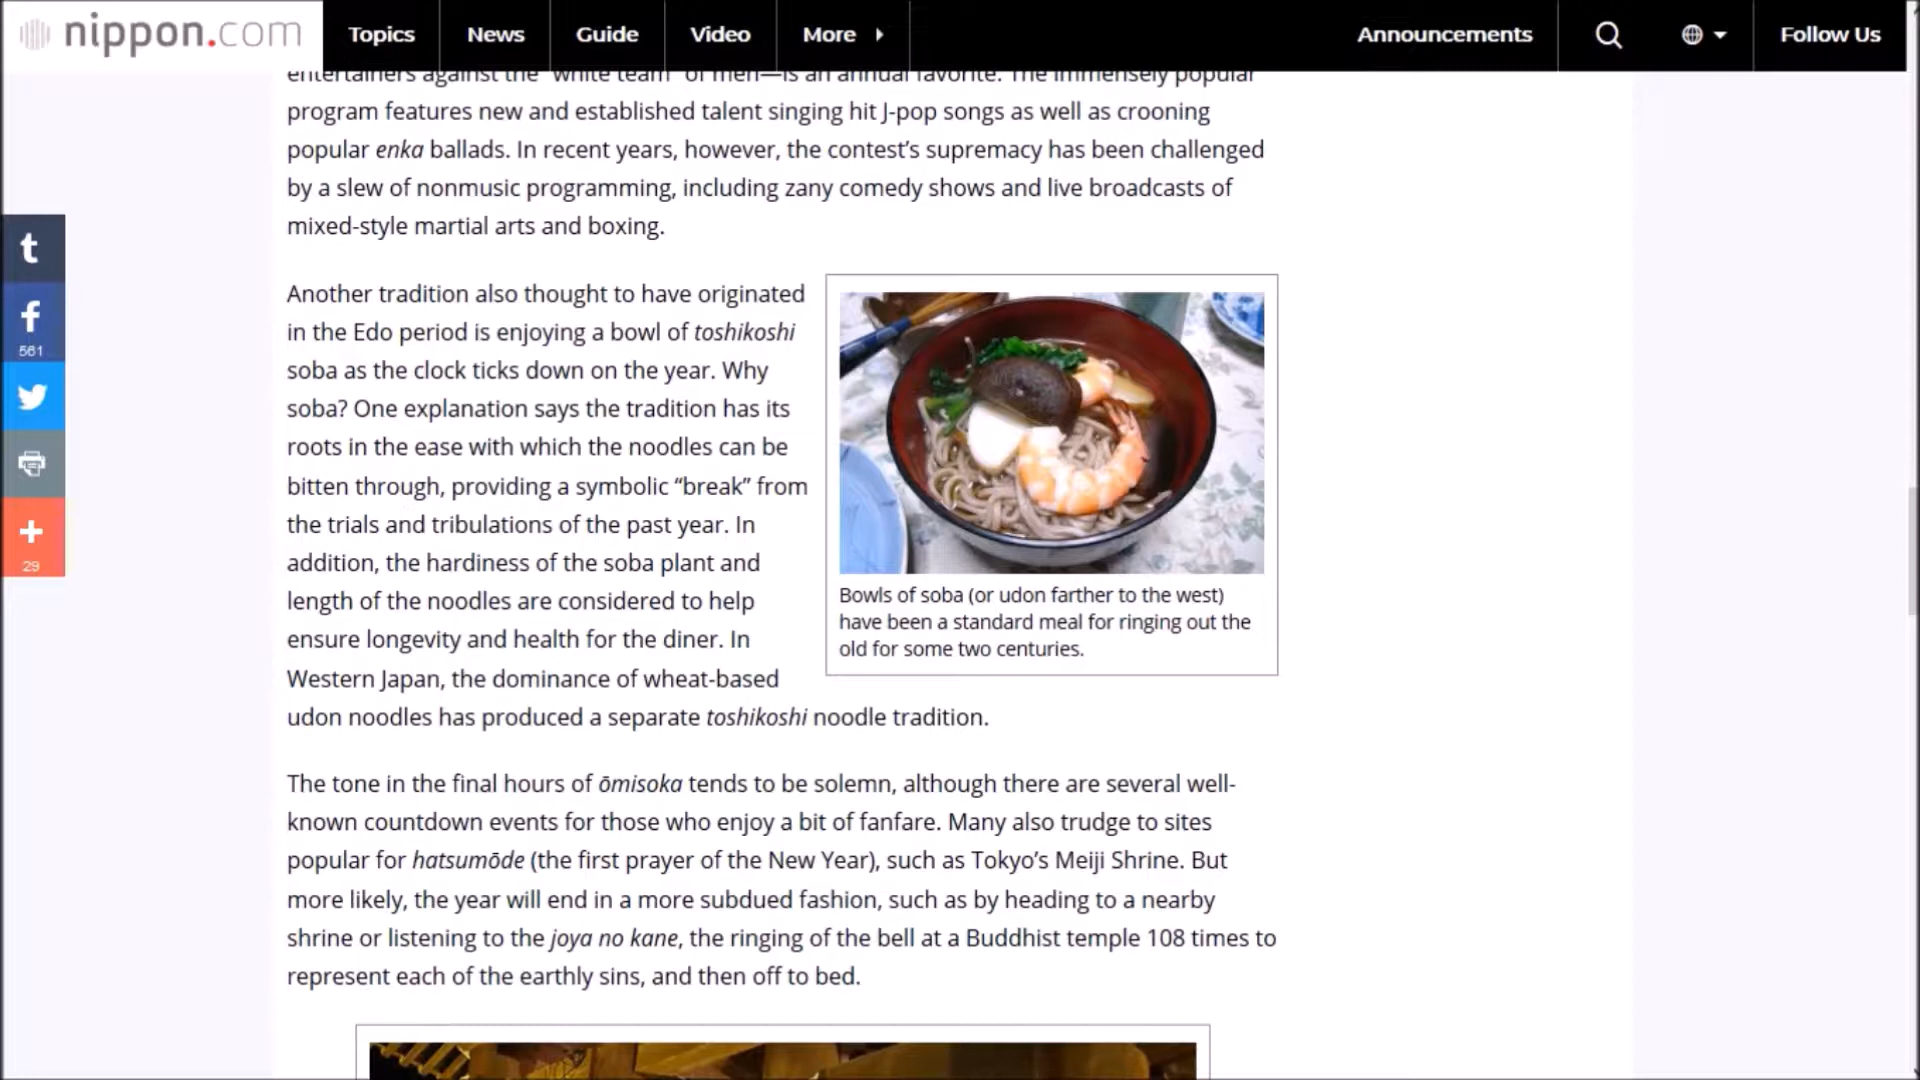 nippon.com
Topics
News
Guide
Video
More
Announcements
Follow Us
entertainers against the “white team” of men—is an annual favorite. The immensely popular
program features new and established talent singing hit J-pop songs as well as crooning
popular enka ballads. In recent years, however, the contest’s supremacy has been challenged
by a slew of nonmusic programming, including zany comedy shows and live broadcasts of
mixed-style martial arts and boxing.
t
f
561
29
Another tradition also thought to have originated
in the Edo period is enjoying a bowl of toshikoshi
soba as the clock ticks down on the year. Why
soba? One explanation says the tradition has its
roots in the ease with which the noodles can be
bitten through, providing a symbolic “break” from
the trials and tribulations of the past year. In
addition, the hardiness of the soba plant and
length of the noodles are considered to help
ensure longevity and health for the diner. In
Western Japan, the dominance of wheat-based
udon noodles has produced a separate toshikoshi noodle tradition.
Bowls of soba (or udon farther to the west)
have been a standard meal for ringing out the
old for some two centuries.
The tone in the final hours of ōmisoka tends to be solemn, although there are several well-
known countdown events for those who enjoy a bit of fanfare. Many also trudge to sites
popular for hatsumōde (the first prayer of the New Year), such as Tokyo’s Meiji Shrine. But
more likely, the year will end in a more subdued fashion, such as by heading to a nearby
shrine or listening to the joya no kane, the ringing of the bell at a Buddhist temple 108 times to
represent each of the earthly sins, and then off to bed.